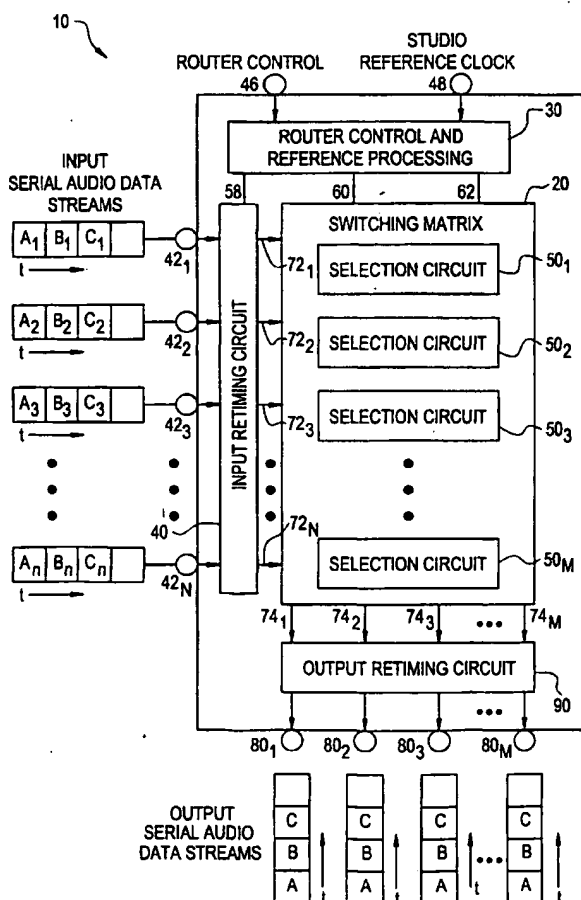 10
ROUTER CONTROL
46
STUDIO
REFERENCE CLOCK
48
30
ROUTER CONTROL AND
REFERENCE PROCESSING
INPUT
SERIAL AUDIO DATA
STREAMS
58
60
62
20
SWITCHING MATRIX
A1 B1 C1
t
421
721
SELECTION CIRCUIT
501
A2 B2 C2
t
422
722
SELECTION CIRCUIT
502
A3 B3 C3
t
423
723
SELECTION CIRCUIT
503
INPUT RETIMING CIRCUIT
40
An Bn Cn
t
42N
72N
SELECTION CIRCUIT
50M
741
742
743
74M
OUTPUT RETIMING CIRCUIT
90
801
802
803
80M
OUTPUT
SERIAL AUDIO
DATA STREAMS
C C C C
B B B B
A A A A
t t t t